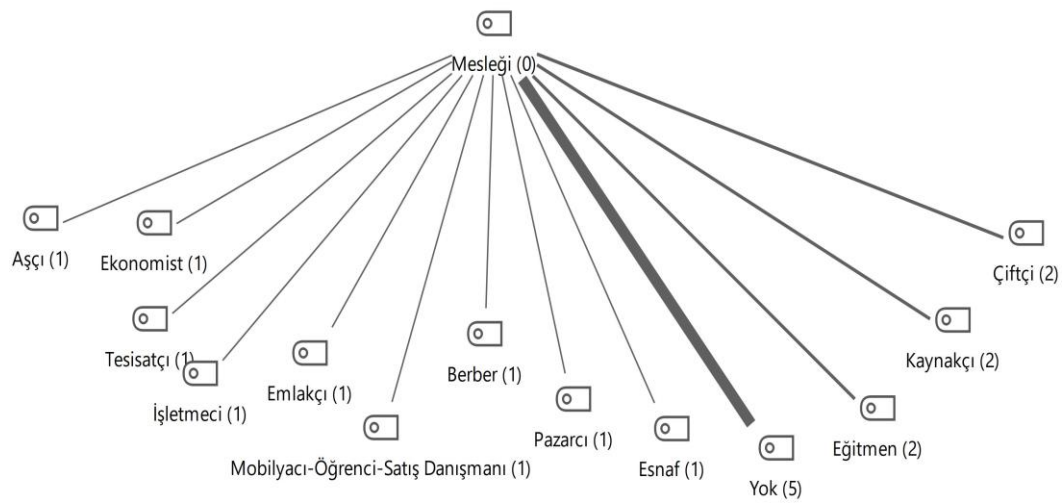 Mesleği (0)
Aşçı (1)
Ekonomist (1)
Çiftçi (2)
Tesisatçı (1)
Kaynakçı (2)
İşletmeci (1)
Emlakçı (1)
Berber (1)
Mobilyacı-Öğrenci-Satış Danışmanı (1)
Pazarcı (1)
Esnaf (1)
Yok (5)
Eğitmen (2)